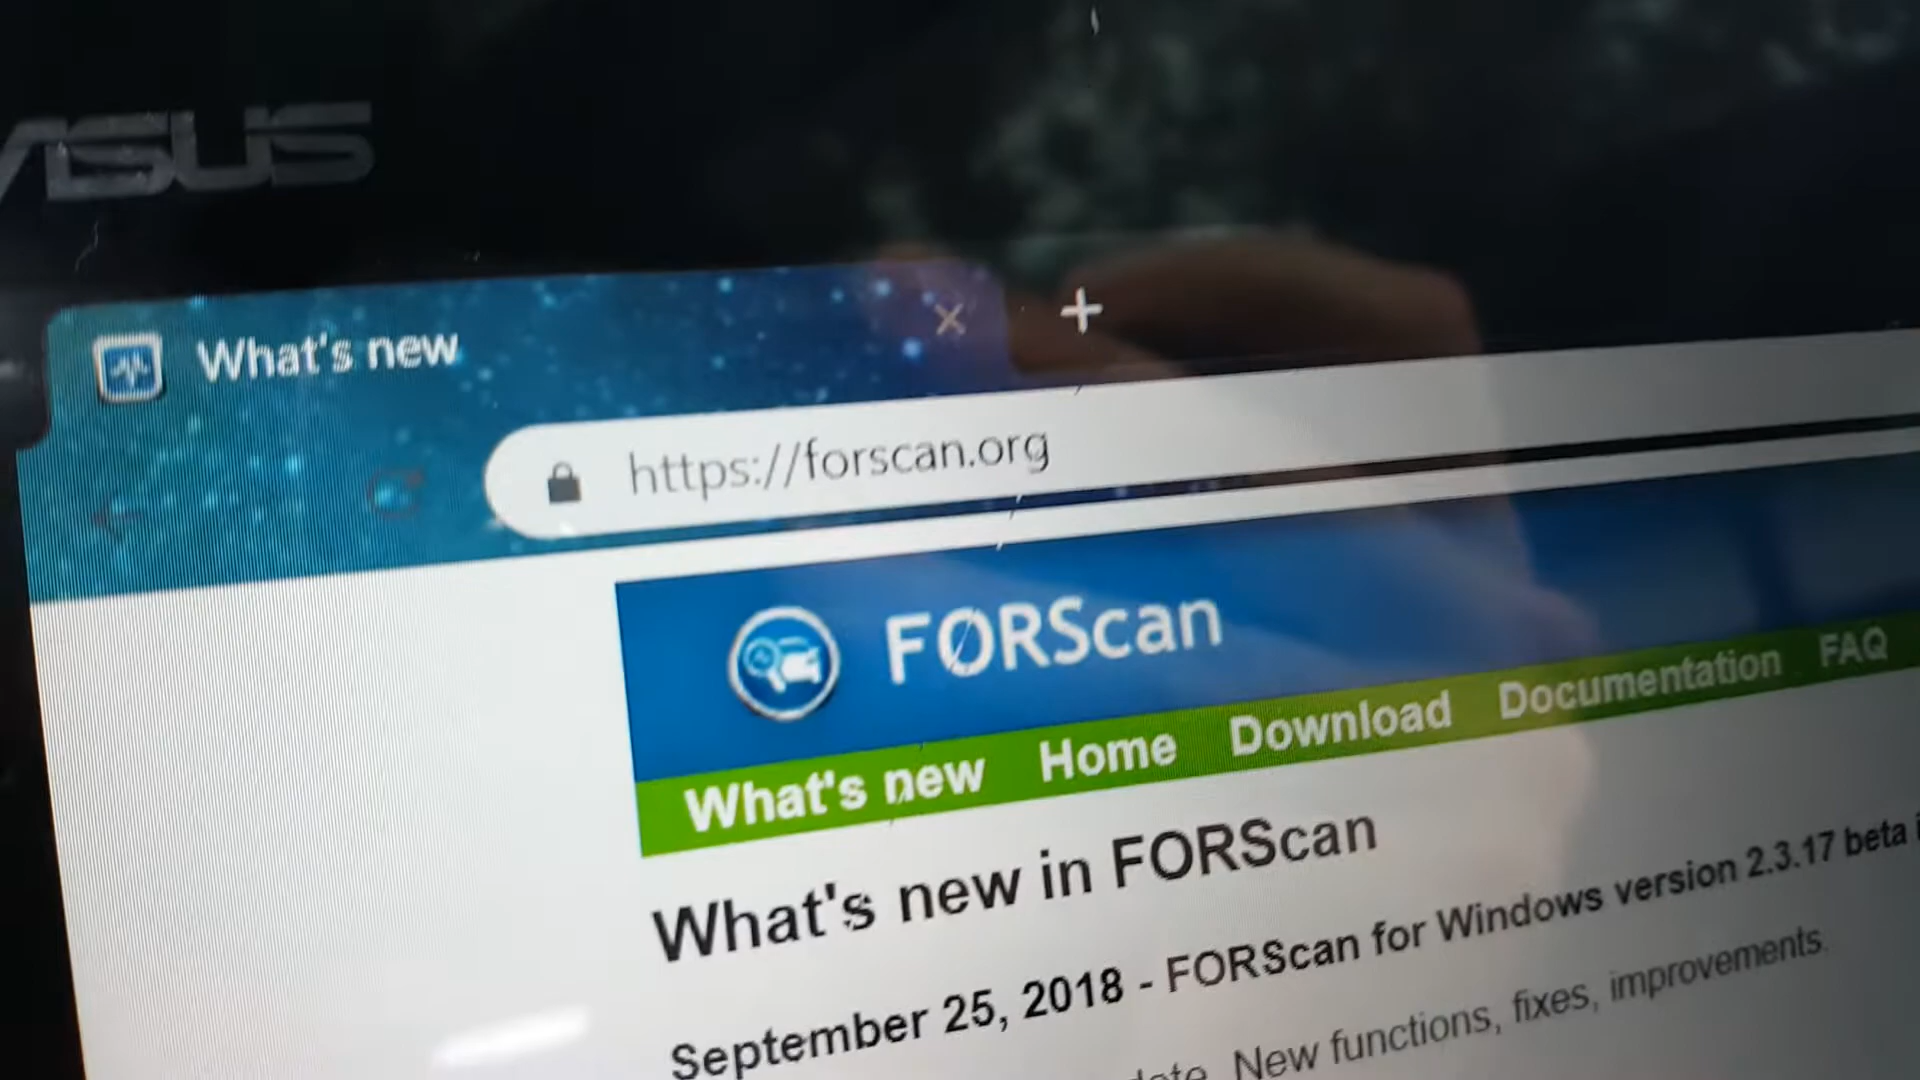 ASUS
What's new
https://forscan.org
FORScan
What's new Home Download Documentation FAQ
What's new in FORScan
September 25, 2018 - FORScan for Windows version 2.3.17 beta
New functions, fixes, improvements.